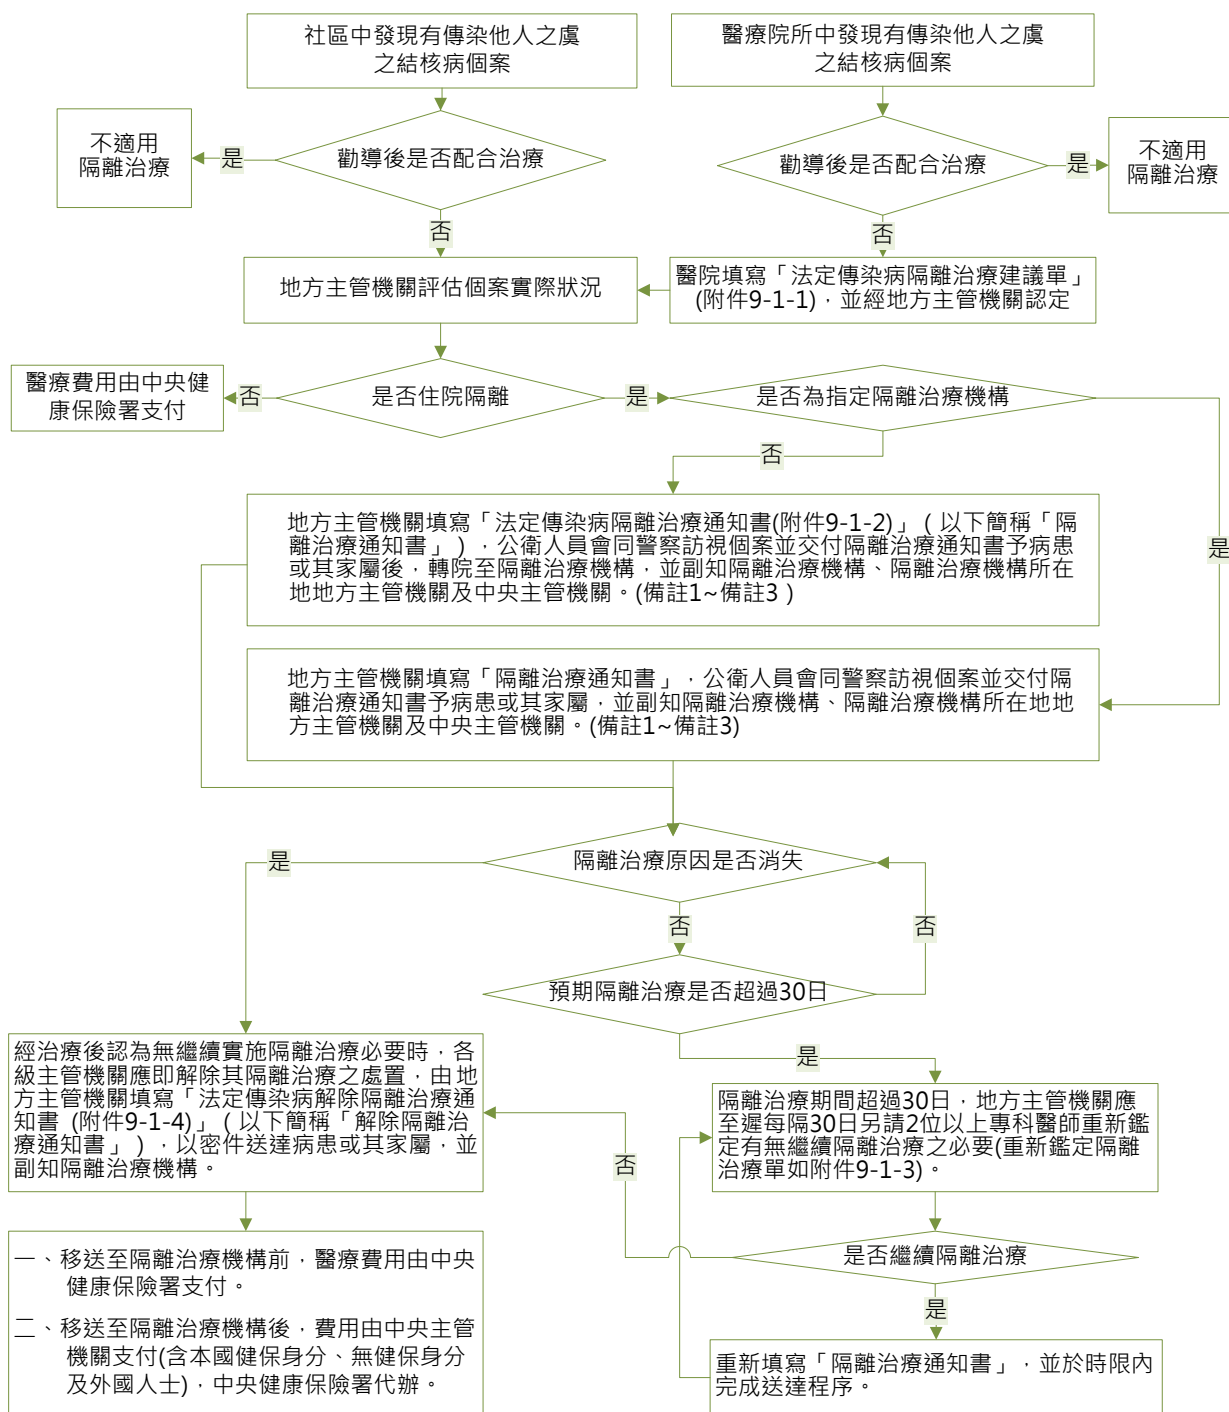 社區中發現有傳染他人之虞
之結核病個案
醫療院所中發現有傳染他人之虞
之結核病個案
不適用
隔離治療
是
勸導後是否配合治療
勸導後是否配合治療
是
不適用
隔離治療
否
否
地方主管機關評估個案實際狀況
醫院填寫「法定傳染病隔離治療建議單」
(附件9-1-1)，並經地方主管機關認定
醫療費用由中央健
康保險署支付
否
是否住院隔離
是
是否為指定隔離治療機構
否
是
地方主管機關填寫「法定傳染病隔離治療通知書(附件9-1-2)」（以下簡稱「隔
離治療通知書」），公衛人員會同警察訪視個案並交付隔離治療通知書予病患
或其家屬後，轉院至隔離治療機構，並副知隔離治療機構、隔離治療機構所在
地地方主管機關及中央主管機關。(備註1~備註3 )
地方主管機關填寫「隔離治療通知書」，公衛人員會同警察訪視個案並交付隔
離治療通知書予病患或其家屬，並副知隔離治療機構、隔離治療機構所在地地
方主管機關及中央主管機關。(備註1~備註3)
是
隔離治療原因是否消失
否
否
預期隔離治療是否超過30日
是
經治療後認為無繼續實施隔離治療必要時，各
級主管機關應即解除其隔離治療之處置，由地
方主管機關填寫「法定傳染病解除隔離治療通
知書 (附件9-1-4)」（以下簡稱「解除隔離治
療通知書」），以密件送達病患或其家屬，並
副知隔離治療機構。
隔離治療期間超過30日，地方主管機關應
至遲每隔30日另請2位以上專科醫師重新鑑
定有無繼續隔離治療之必要(重新鑑定隔離
治療單如附件9-1-3)。
否
是否繼續隔離治療
是
一、移送至隔離治療機構前，醫療費用由中央
健康保險署支付。
二、移送至隔離治療機構後，費用由中央主管
機關支付(含本國健保身分、無健保身分
及外國人士)，中央健康保險署代辦。
重新填寫「隔離治療通知書」，並於時限內
完成送達程序。